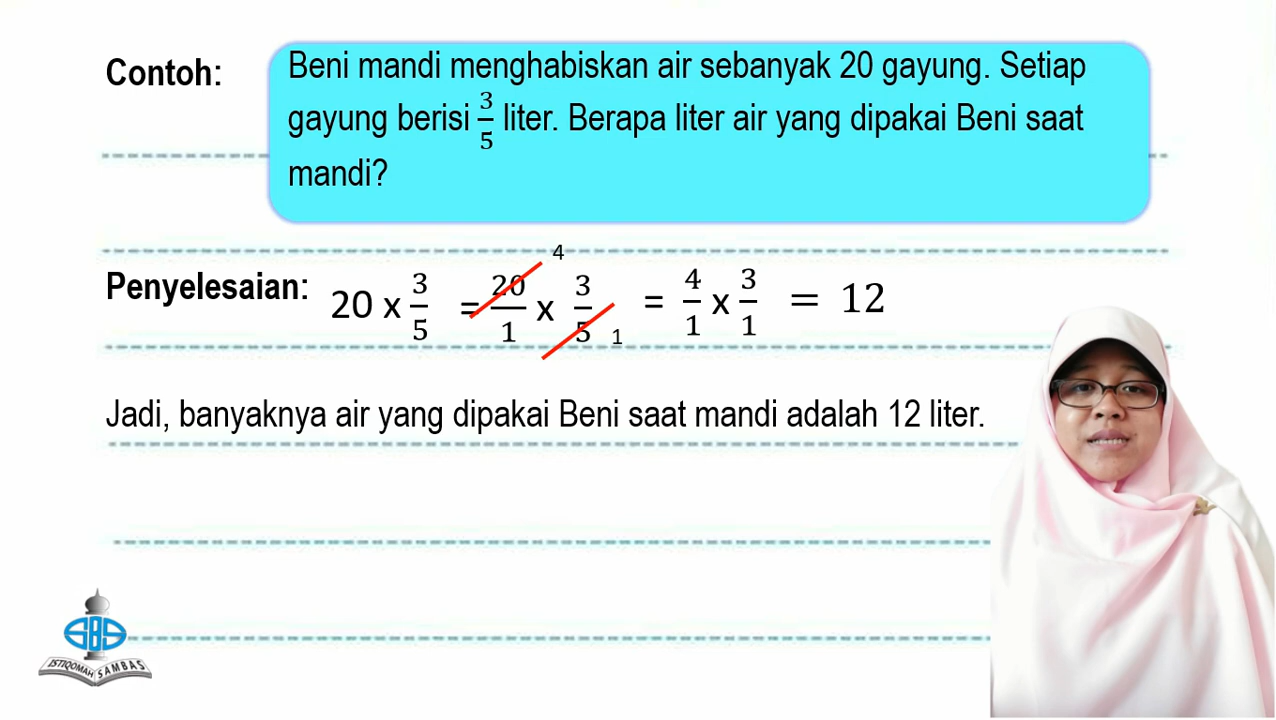 Contoh:
Beni mandi menghabiskan air sebanyak 20 gayung. Setiap
gayung berisi 3/5 liter. Berapa liter air yang dipakai Beni saat
mandi?
Penyelesaian: 20 x 3/5 = 20/1 x 3/5 = 4/1 x 3/1 = 12
4
1
Jadi, banyaknya air yang dipakai Beni saat mandi adalah 12 liter.
SBS
ISTIQOMAH SAMBAS